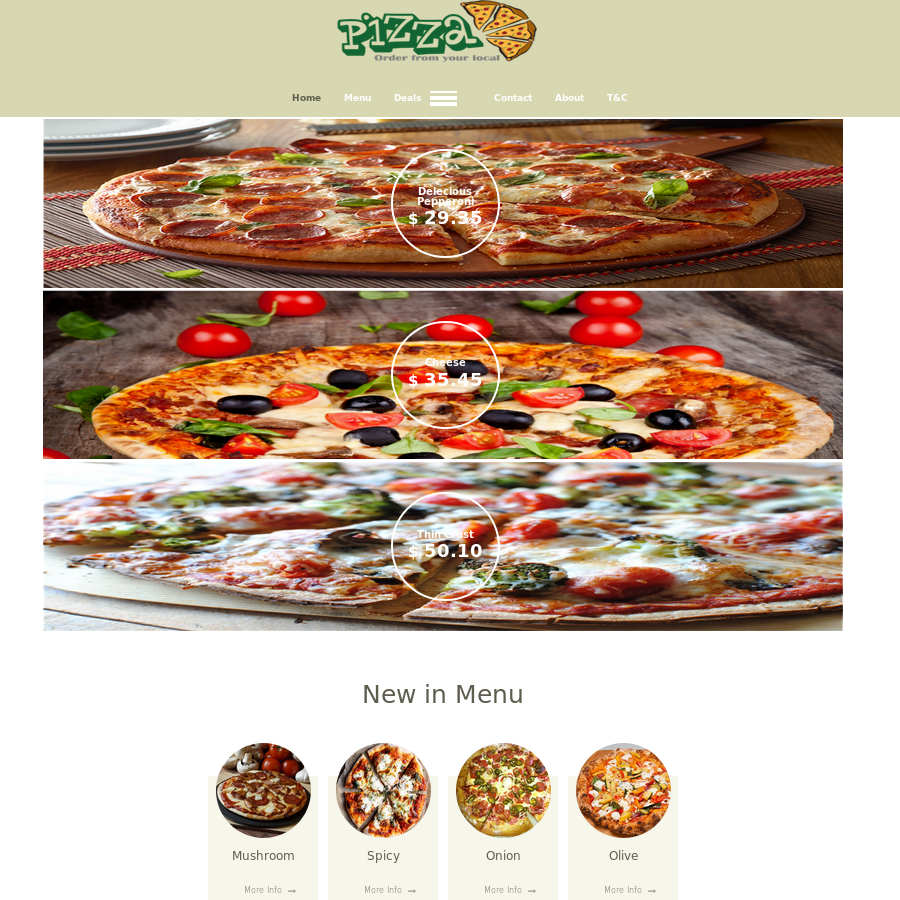 pizza
Order from your local
Home Menu Deals Contact About T&C
Delecious
Pepperoni
$ 29.35
Cheese
$ 35.45
Thin Crust
$ 50.10
New in Menu
Mushroom Spicy Onion Olive
More Info → More Info → More Info → More Info →